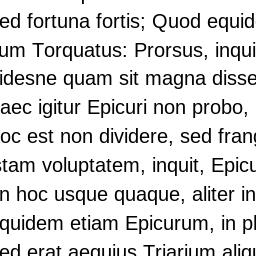 ed fortuna fortis; Quod equid
um Torquatus: Prorsus, inqui
idesne quam sit magna disse
aec igitur Epicuri non probo,
oc est non dividere, sed frang
stam voluptatem, inquit, Epicu
n hoc usque quaque, aliter in
quidem etiam Epicurum, in pl
ed erat aequius Triarium aliqu